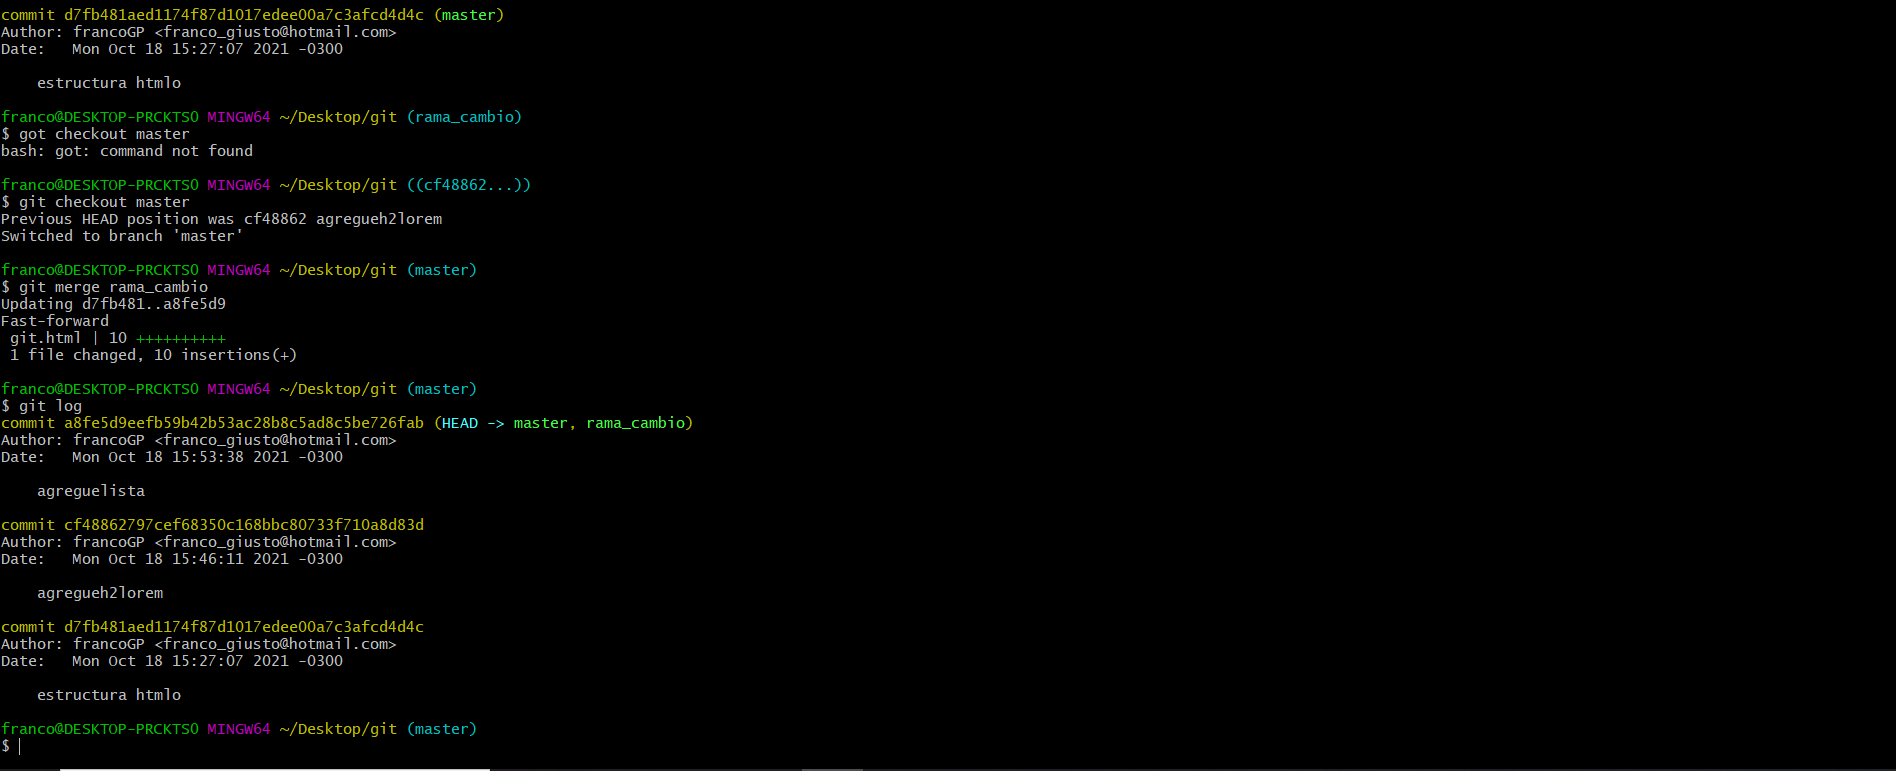 commit d7fb481aed1174f87d1017edee00a7c3afcd4d4c (master)
Author: francoGP <franco_giusto@hotmail.com>
Date:   Mon Oct 18 15:27:07 2021 -0300
    estructura htmlo
franco@DESKTOP-PRCKTSO MINGW64 ~/Desktop/git (rama_cambio)
$ got checkout master
bash: got: command not found
franco@DESKTOP-PRCKTSO MINGW64 ~/Desktop/git ((cf48862...))
$ git checkout master
Previous HEAD position was cf48862 agregueh2lorem
Switched to branch 'master'
franco@DESKTOP-PRCKTSO MINGW64 ~/Desktop/git (master)
$ git merge rama_cambio
Updating d7fb481..a8fe5d9
Fast-forward
 git.html | 10 ++++++++++
 1 file changed, 10 insertions(+)
franco@DESKTOP-PRCKTSO MINGW64 ~/Desktop/git (master)
$ git log
commit a8fe5d9eefb59b42b53ac28b8c5ad8c5be726fab (HEAD -> master, rama_cambio)
Author: francoGP <franco_giusto@hotmail.com>
Date:   Mon Oct 18 15:53:38 2021 -0300
    agreguelista
commit cf48862797cef68350c168bbc80733f710a8d83d
Author: francoGP <franco_giusto@hotmail.com>
Date:   Mon Oct 18 15:46:11 2021 -0300
    agregueh2lorem
commit d7fb481aed1174f87d1017edee00a7c3afcd4d4c
Author: francoGP <franco_giusto@hotmail.com>
Date:   Mon Oct 18 15:27:07 2021 -0300
    estructura htmlo
franco@DESKTOP-PRCKTSO MINGW64 ~/Desktop/git (master)
$